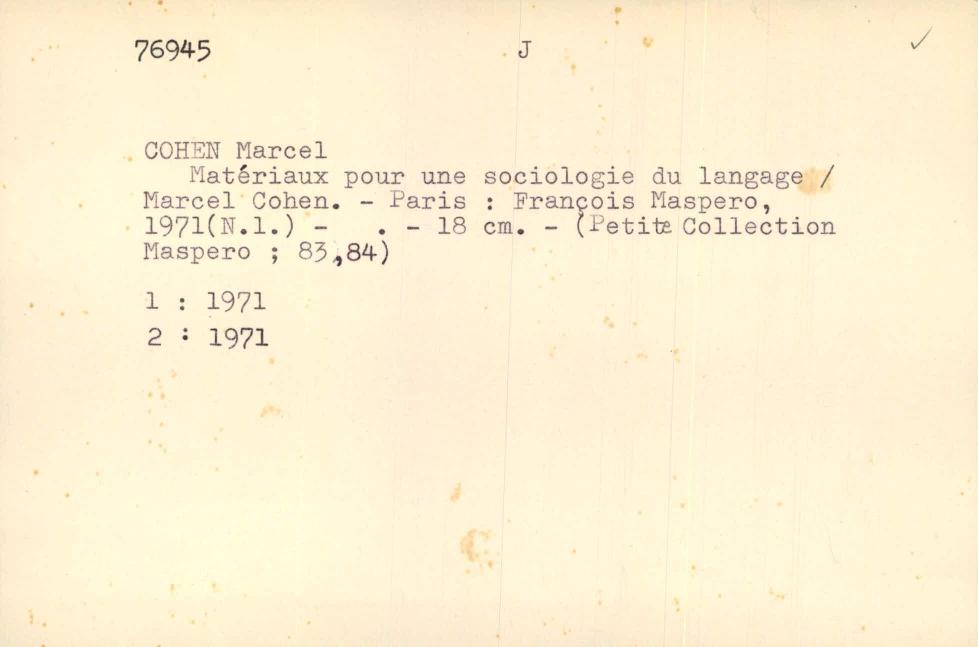 76945 J ✓
COHEN Marcel
Matériaux pour une sociologie du langage /
Marcel Cohen. - Paris : François Maspero,
1971(N.l.) - . - 18 cm. - (Petite Collection
Maspero ; 83,84)
1 : 1971
2 : 1971